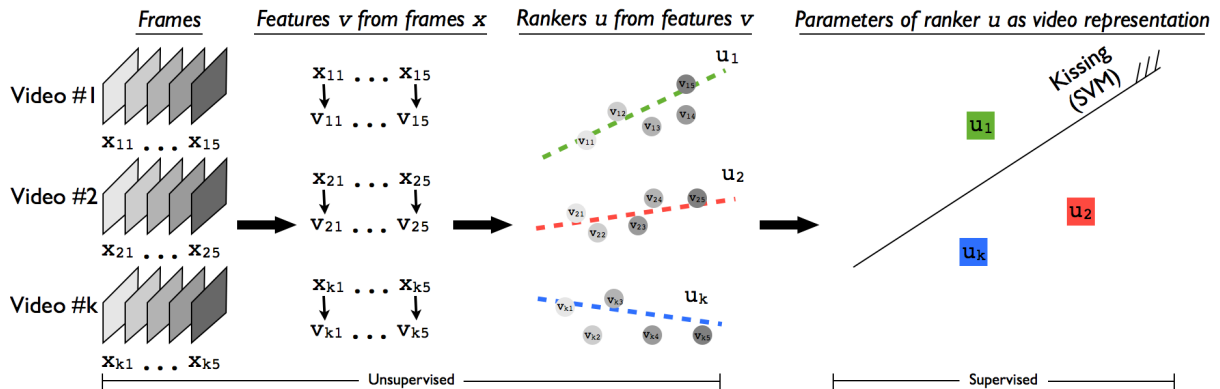 Frames
Features v from frames x
Rankers u from features v
Parameters of ranker u as video representation
Video #1
x11 ... x15
x11 ... x15
v11 ... v15
u1
v11
v12
v13
v14
v15
Kissing
(SVM)
u1
Video #2
x21 ... x25
x21 ... x25
v21 ... v25
u2
v21
v22
v23
v24
v25
u2
Video #k
xk1 ... xk5
xk1 ... xk5
vk1 ... vk5
uk
vk1
vk2
vk3
vk4
vk5
uk
Unsupervised
Supervised